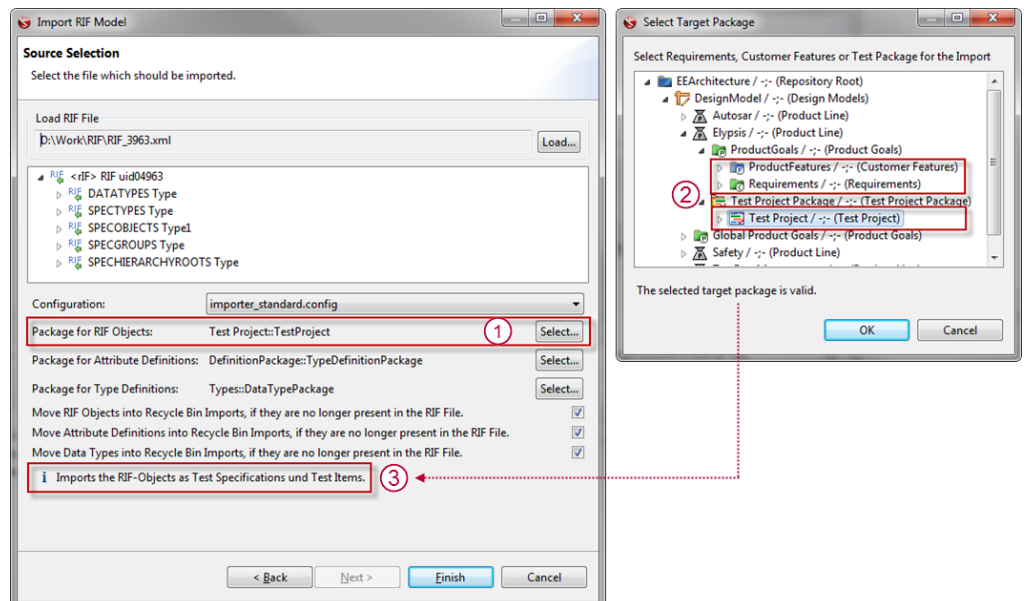 Import RIF Model
Source Selection
Select the file which should be imported.
Load RIF File
D:\Work\RIF\RIF_3963.xml
Load...
RIF <rIF> RIF uid04963
RIF DATATYPES Type
RIF SPECTYPES Type
RIF SPECOBJECTS Type1
RIF SPECGROUPS Type
RIF SPECHIERARCHYROOTS Type
Configuration: importer_standard.config
Package for RIF Objects: Test Project::TestProject 1 Select...
Package for Attribute Definitions: DefinitionPackage::TypeDefinitionPackage Select...
Package for Type Definitions: Types::DataTypePackage Select...
Move RIF Objects into Recycle Bin Imports, if they are no longer present in the RIF File.
Move Attribute Definitions into Recycle Bin Imports, if they are no longer present in the RIF File.
Move Data Types into Recycle Bin Imports, if they are no longer present in the RIF File.
i Imports the RIF-Objects as Test Specifications und Test Items. 3
< Back Next > Finish Cancel
Select Target Package
Select Requirements, Customer Features or Test Package for the Import
EEArchitecture / -;- (Repository Root)
DesignModel / -;- (Design Models)
Autosar / -;- (Product Line)
Elypsis / -;- (Product Line)
ProductGoals / -;- (Product Goals)
ProductFeatures / -;- (Customer Features)
Requirements / -;- (Requirements)
2 Test Project Package / -;- (Test Project Package)
Test Project / -;- (Test Project)
Global Product Goals / -;- (Product Goals)
Safety / -;- (Product Line)
The selected target package is valid.
OK Cancel